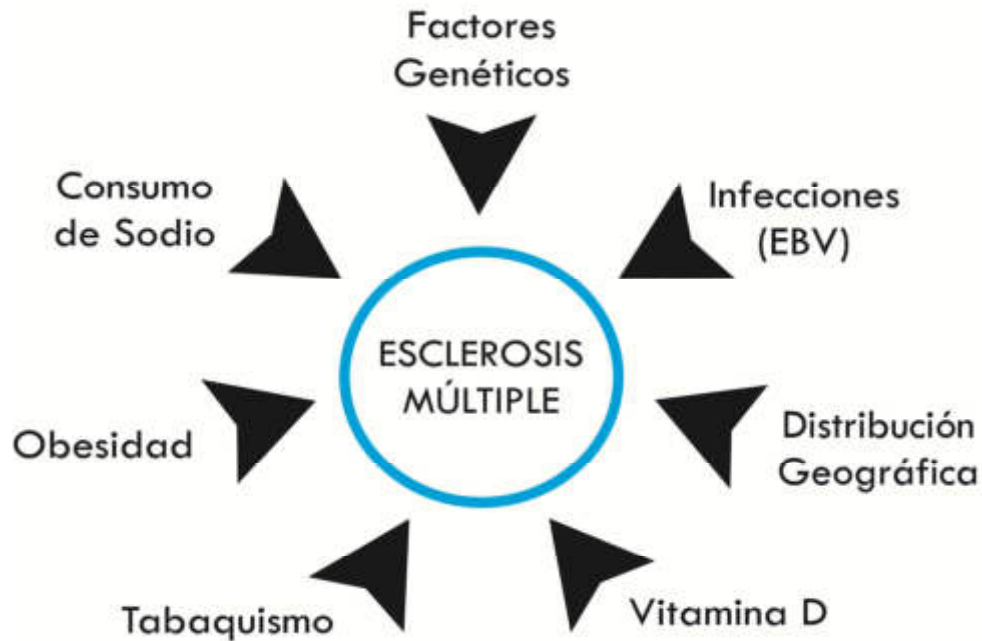 Factores
Genéticos
Consumo
de Sodio
Infecciones
(EBV)
ESCLEROSIS
MÚLTIPLE
Obesidad
Distribución
Geográfica
Tabaquismo
Vitamina D